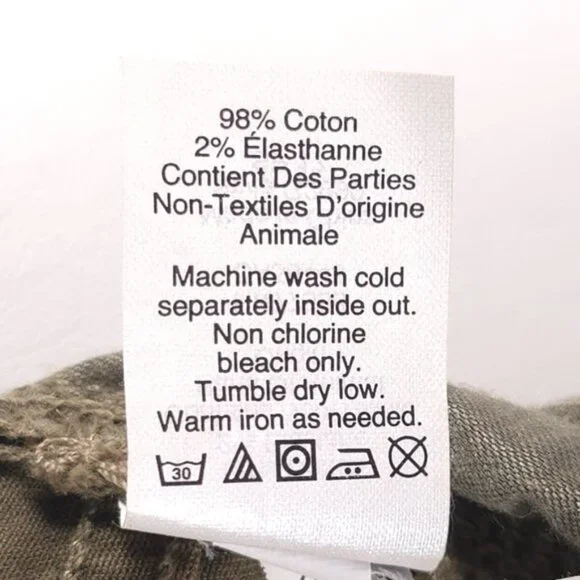 98% Coton
2% Élasthanne
Contient Des Parties
Non-Textiles D'origine
Animale
Machine wash cold
separately inside out.
Non chlorine
bleach only.
Tumble dry low.
Warm iron as needed.
30